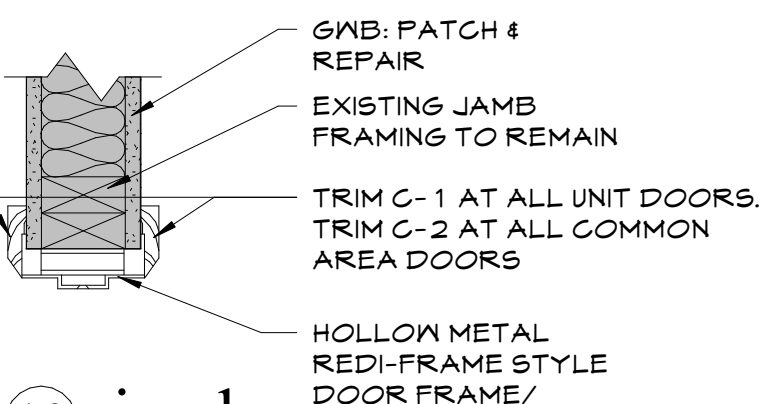 GWB: PATCH &
REPAIR
EXISTING JAMB
FRAMING TO REMAIN
TRIM C-1 AT ALL UNIT DOORS.
TRIM C-2 AT ALL COMMON
AREA DOORS
HOLLOW METAL
REDI-FRAME STYLE
DOOR FRAME/